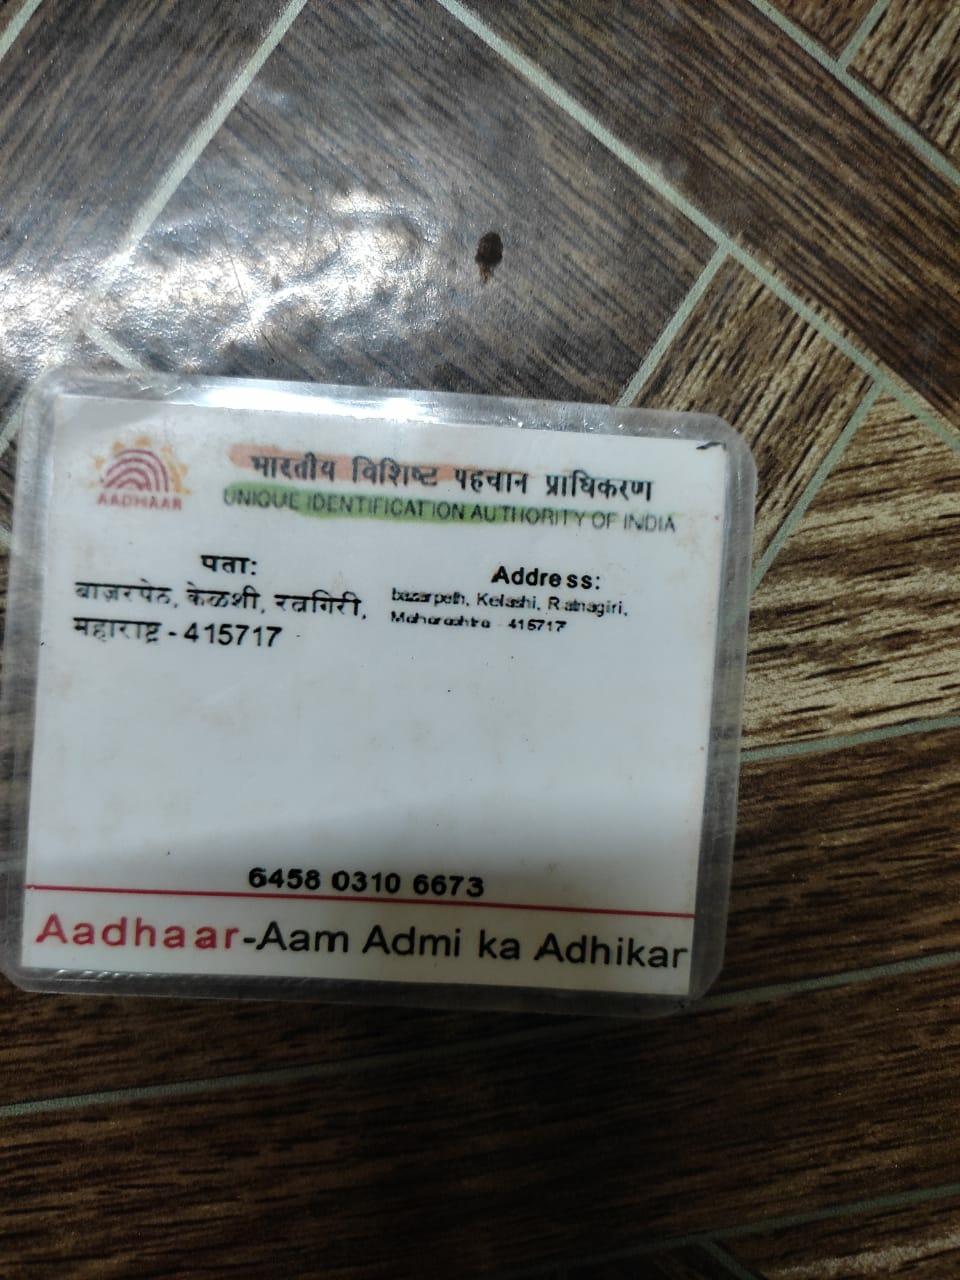 AADHAAR
भारतीय विशिष्ट पहचान प्राधिकरण
UNIQUE IDENTIFICATION AUTHORITY OF INDIA
पता:
बाज़ारपेठ, केळशी, रत्नागिरी,
महाराष्ट्र - 415717
Address:
bazarpeth, Kelashi, Ratnagiri,
Maharashtra - 415717
6458 0310 6673
Aadhaar-Aam Admi ka Adhikar